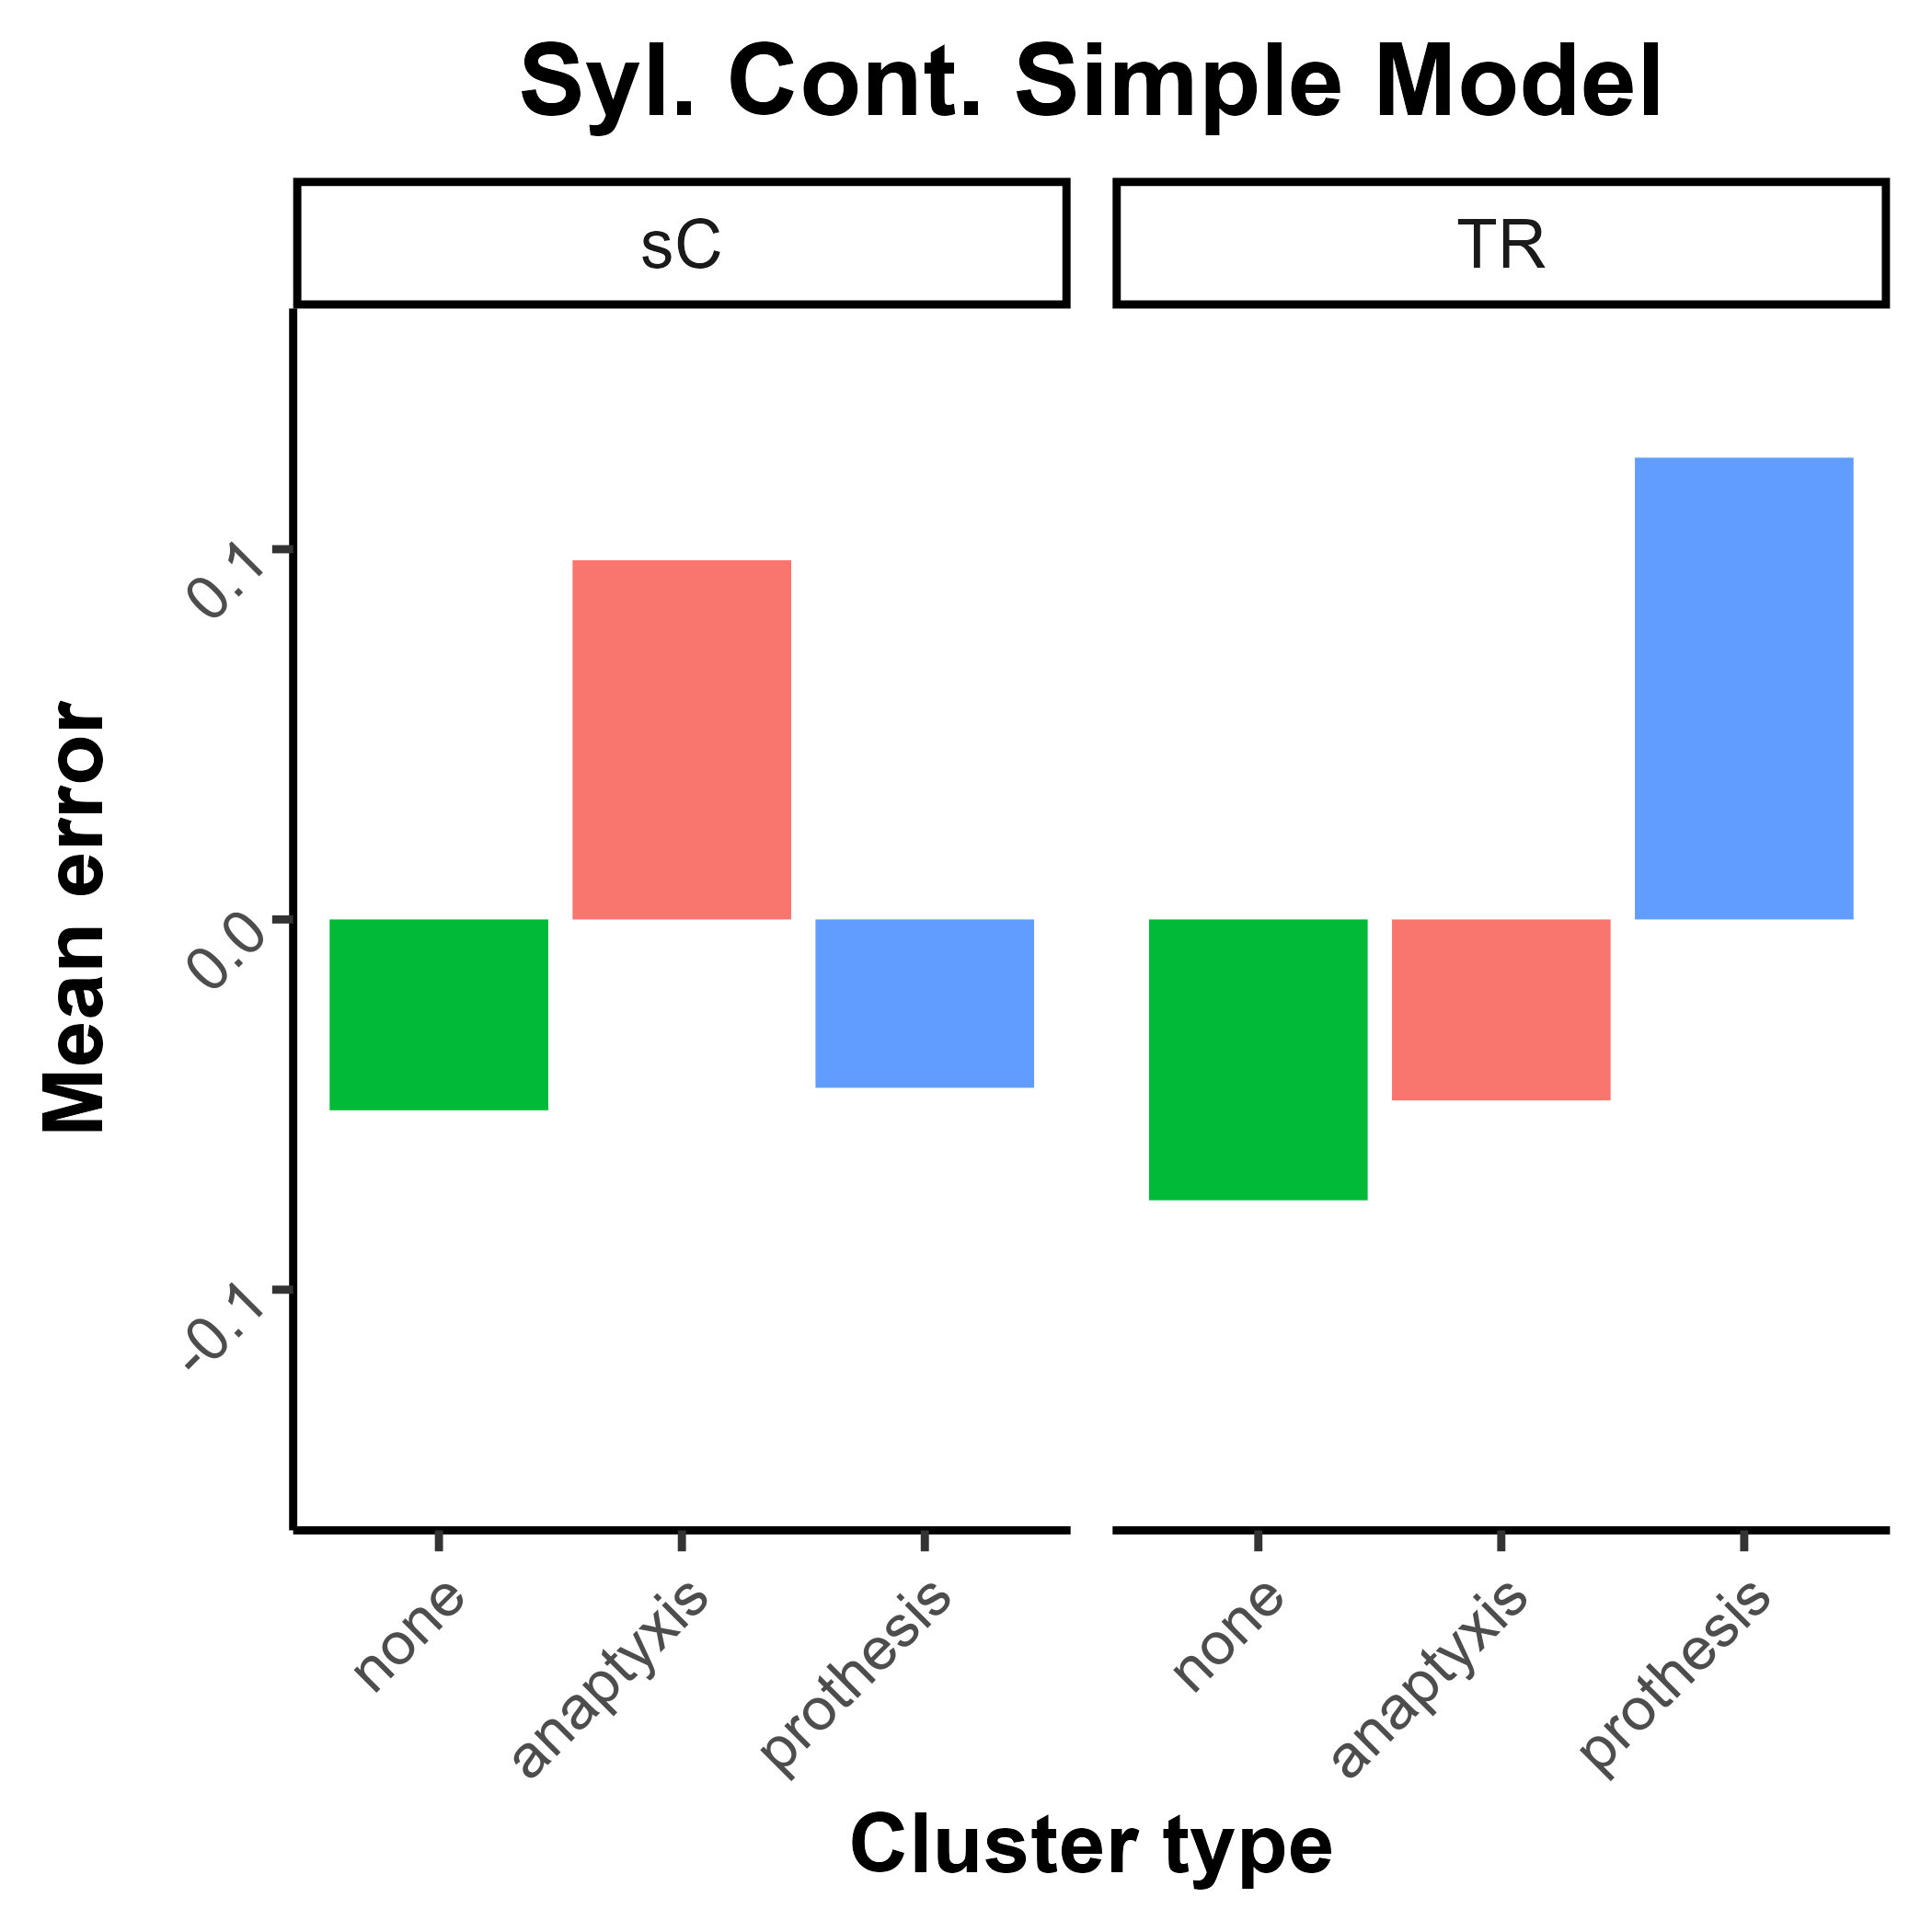 Syl. Cont. Simple Model
sC
TR
Mean error
0.1
0.0
-0.1
none
anaptyxis
prothesis
none
anaptyxis
prothesis
Cluster type